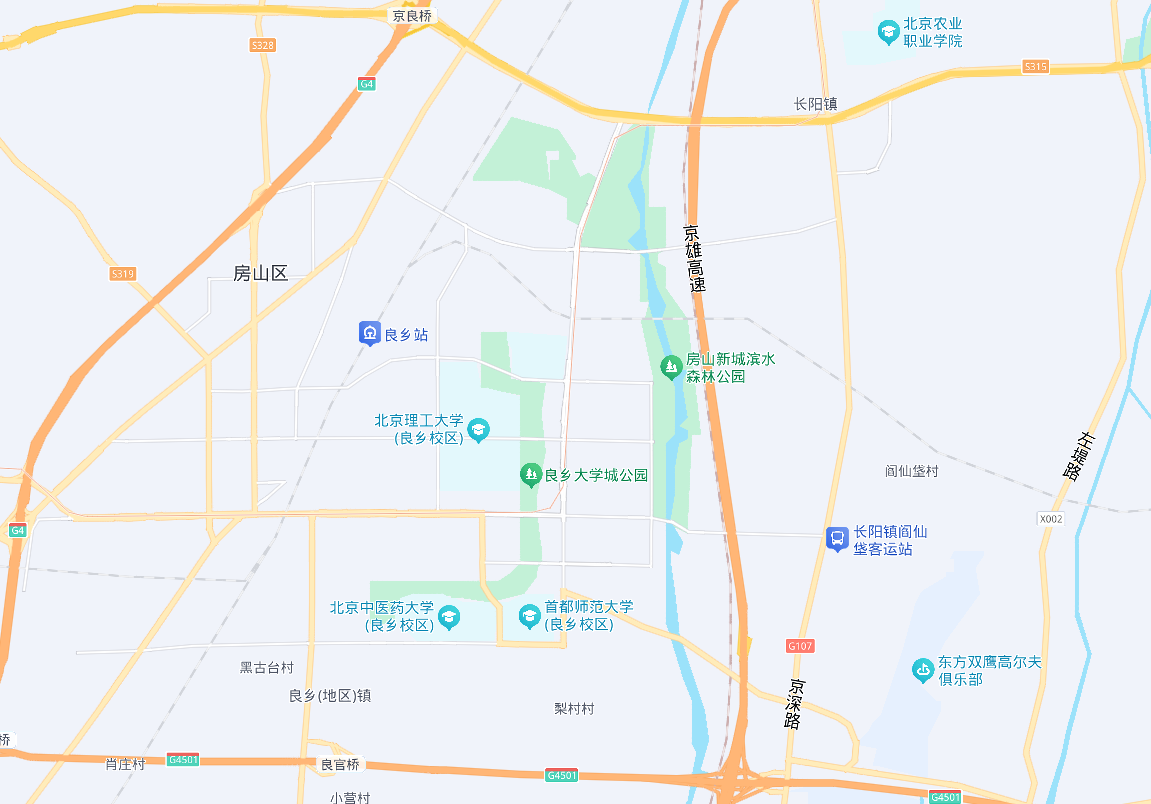 京良桥
S328
G4
北京农业
职业学院
S315
长阳镇
京雄高速
房山区
S319
良乡站
房山新城滨水
森林公园
北京理工大学
(良乡校区)
良乡大学城公园
左堤路
阎仙垡村
X002
G4
长阳镇阎仙
垡客运站
北京中医药大学
(良乡校区)
首都师范大学
(良乡校区)
G107
黑古台村
良乡(地区)镇
东方双鹰高尔夫
俱乐部
京深路
梨村村
桥
肖庄村
G4501
良官桥
G4501
小营村
G4501